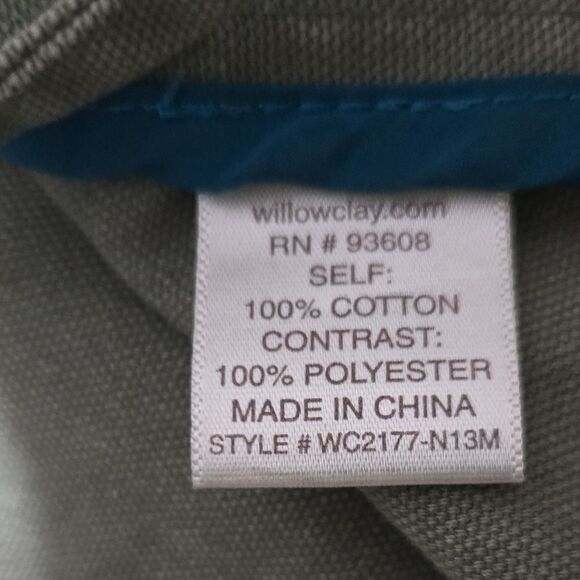 willowclay.com
RN # 93608
SELF:
100% COTTON
CONTRAST:
100% POLYESTER
MADE IN CHINA
STYLE # WC2177-N13M